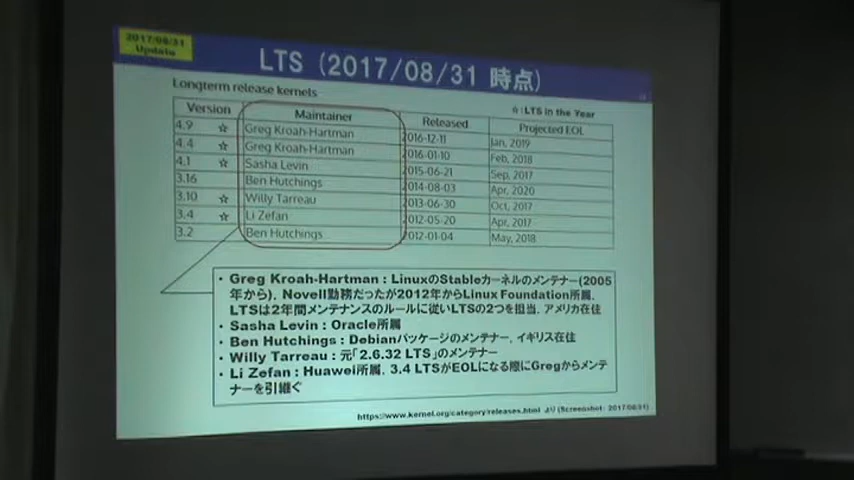 2017/08/31
Update
LTS (2017/08/31 時点)
Longterm release kernels
☆:LTS in the Year
Version Maintainer Released Projected EOL
4.9 ☆ Greg Kroah-Hartman 2016-12-11 Jan, 2019
4.4 ☆ Greg Kroah-Hartman 2016-01-10 Feb, 2018
4.1 ☆ Sasha Levin 2015-06-21 Sep, 2017
3.16 Ben Hutchings 2014-08-03 Apr, 2020
3.10 ☆ Willy Tarreau 2013-06-30 Oct, 2017
3.4 ☆ Li Zefan 2012-05-20 Apr, 2017
3.2 Ben Hutchings 2012-01-04 May, 2018
・Greg Kroah-Hartman : LinuxのStableカーネルのメンテナー(2005
年から), Novell勤務だったが2012年からLinux Foundation所属,
LTSは2年間メンテナンスのルールに従いLTSの2つを担当, アメリカ在住
・Sasha Levin : Oracle所属
・Ben Hutchings : Debianパッケージのメンテナー, イギリス在住
・Willy Tarreau : 元「2.6.32 LTS」のメンテナー
・Li Zefan : Huawei所属, 3.4 LTSがEOLになる際にGregからメンテ
ナーを引継ぐ
https://www.kernel.org/category/releases.html より (Screenshot: 2017/08/31)